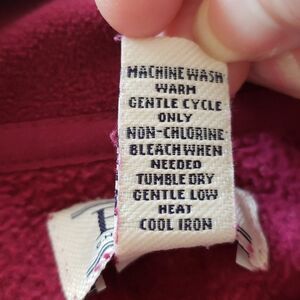 MACHINE WASH
WARM
GENTLE CYCLE
ONLY
NON-CHLORINE
BLEACH WHEN
NEEDED
TUMBLE DRY
GENTLE LOW
HEAT
COOL IRON